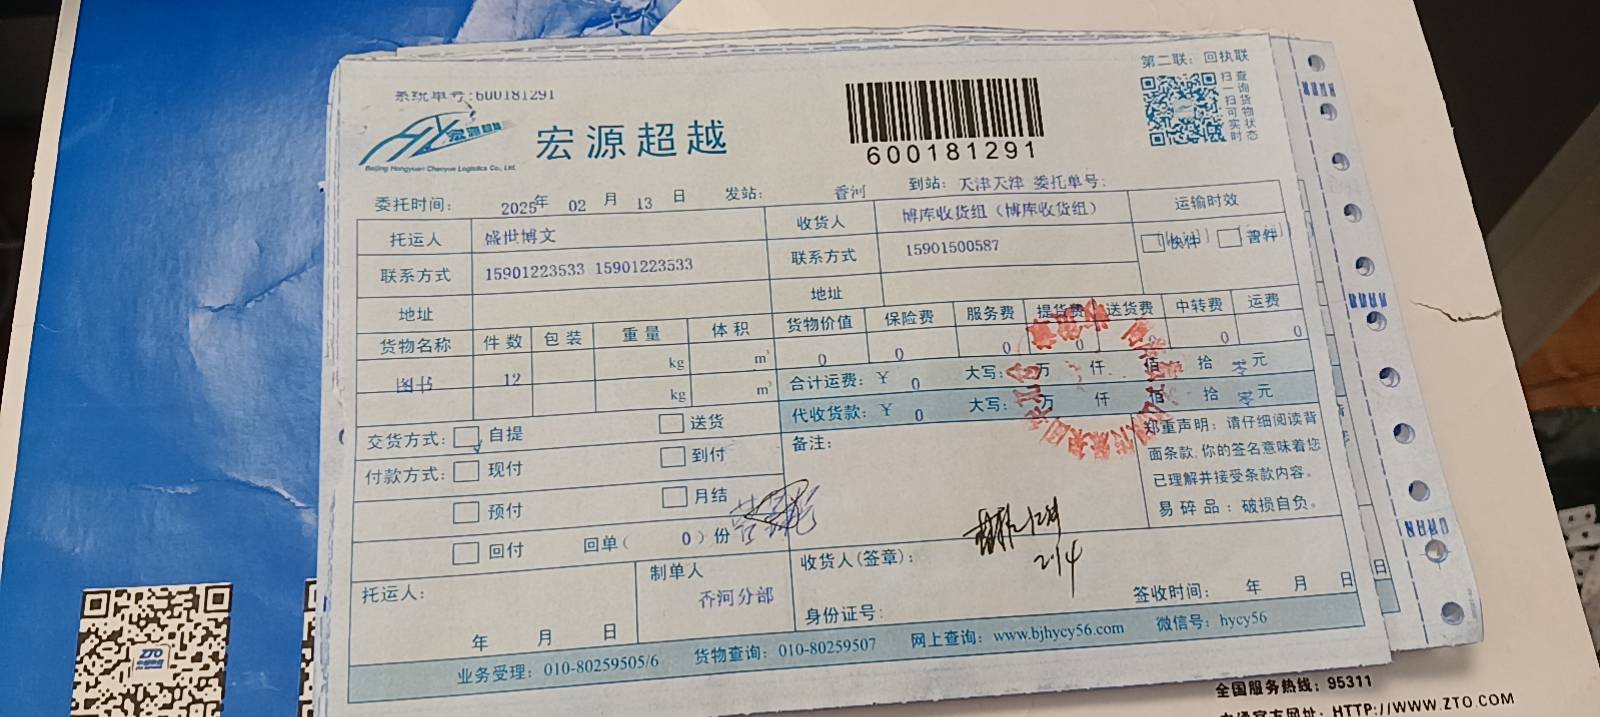 第二联：回执联
系统单号:600181291
扫一扫可实时
查询货物状态
宏源超越
宏源超越
Beijing Hongyuan Chaoyue Logistics Co., Ltd.
600181291
委托时间： 2025年 02 月 13 日 发站： 香河 到站： 天津天津 委托单号：
托运人 盛世博文 收货人 博库收货组（博库收货组） 运输时效
联系方式 15901223533 15901223533 联系方式 15901500587 快件 普件
地址 地址
货物名称 件数 包装 重量 体积 货物价值 保险费 服务费 提货费 送货费 中转费 运费
图书 12 kg m³ 0 0 0 0 0 0
kg m³ 合计运费：￥ 0 大写： 万 仟 佰 拾 零元
代收货款：￥ 0 大写： 万 仟 佰 拾 零元
交货方式： 自提 送货 备注：
付款方式： 现付 到付
预付 月结
回付 回单（ 0）份
郑重声明：请仔细阅读背
面条款,你的签名意味着您
已理解并接受条款内容。
易碎品：破损自负。
托运人： 制单人 收货人(签章)：
2.14
香河分部
年 月 日 身份证号： 签收时间： 年 月 日
日
业务受理：010-80259505/6 货物查询：010-80259507 网上查询：www.bjhycy56.com 微信号：hycy56
ZTO
全国服务热线：95311
HTTP://WWW.ZTO.COM